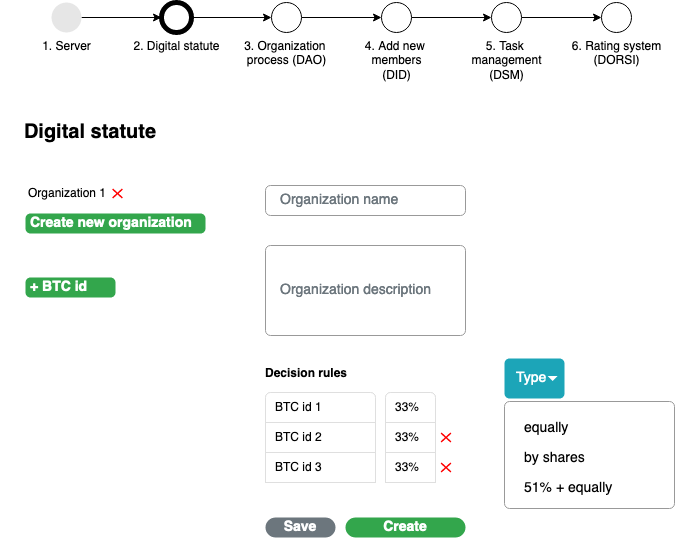 1. Server
2. Digital statute
3. Organization
process (DAO)
4. Add new
members
(DID)
5. Task
management
(DSM)
6. Rating system
(DORSI)
Digital statute
Organization 1
Create new organization
+ BTC id
Organization name
Organization description
Decision rules
BTC id 1 33%
BTC id 2 33%
BTC id 3 33%
Type
equally
by shares
51% + equally
Save
Create